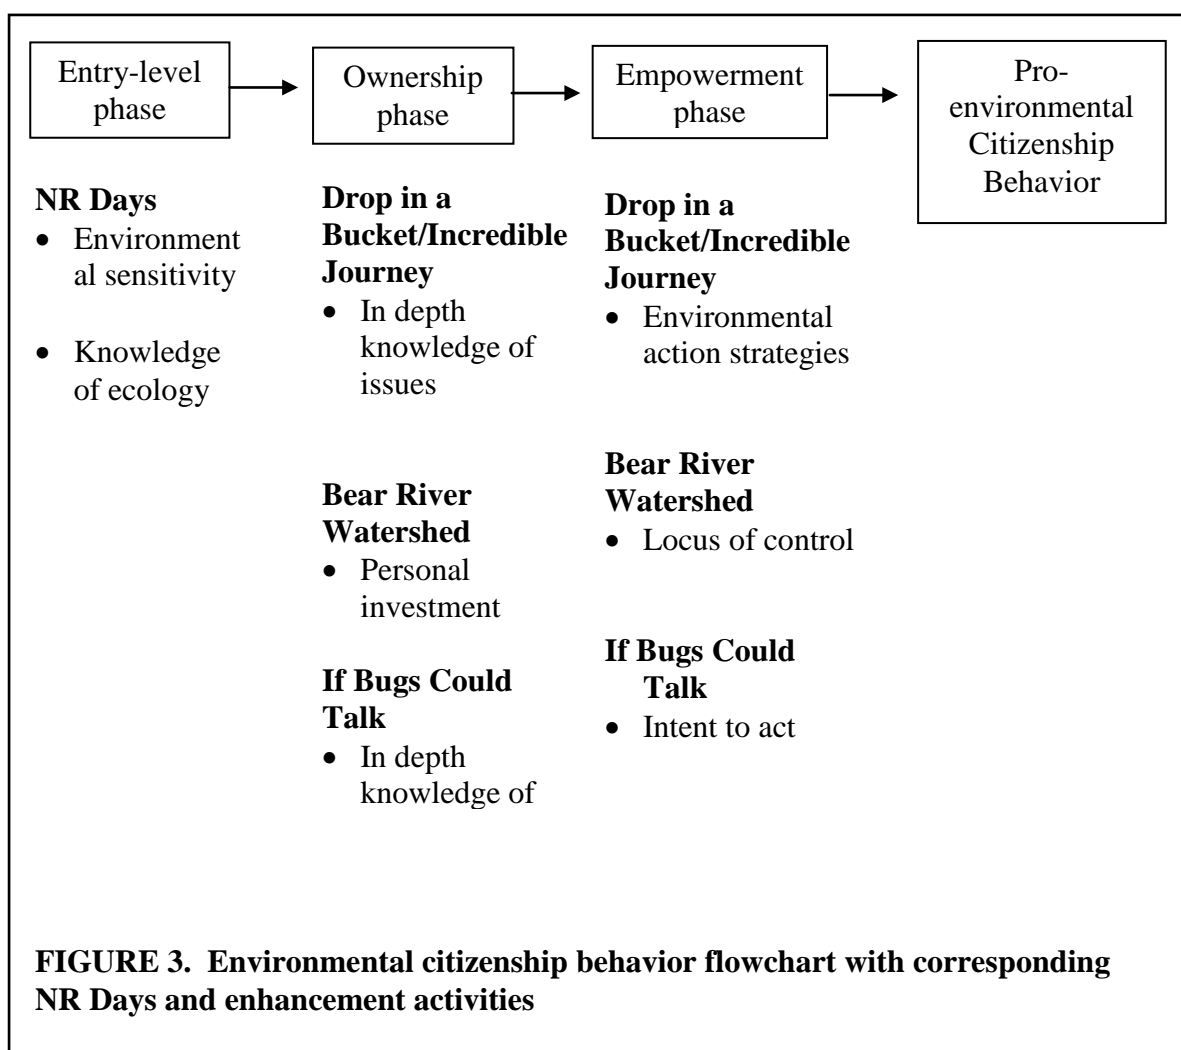 Entry-level
phase
Ownership
phase
Empowerment
phase
Pro-
environmental
Citizenship
Behavior
NR Days
• Environment
al sensitivity
• Knowledge
of ecology
Drop in a
Bucket/Incredible
Journey
• In depth
knowledge of
issues
Bear River
Watershed
• Personal
investment
If Bugs Could
Talk
• In depth
knowledge of
Drop in a
Bucket/Incredible
Journey
• Environmental
action strategies
Bear River
Watershed
• Locus of control
If Bugs Could
Talk
• Intent to act
FIGURE 3.  Environmental citizenship behavior flowchart with corresponding
NR Days and enhancement activities